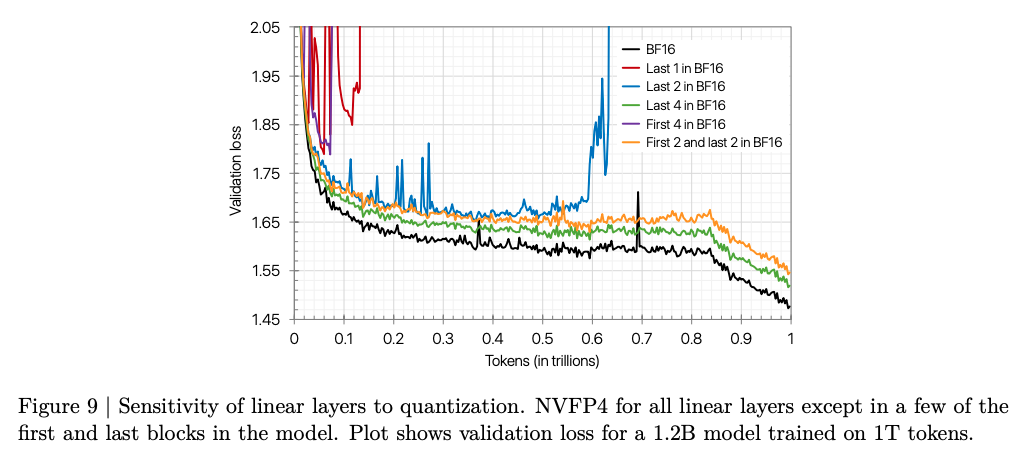 2.05
1.95
1.85
1.75
1.65
1.55
1.45
Validation loss
BF16
Last 1 in BF16
Last 2 in BF16
Last 4 in BF16
First 4 in BF16
First 2 and last 2 in BF16
0 0.1 0.2 0.3 0.4 0.5 0.6 0.7 0.8 0.9 1
Tokens (in trillions)
Figure 9 | Sensitivity of linear layers to quantization. NVFP4 for all linear layers except in a few of the
first and last blocks in the model. Plot shows validation loss for a 1.2B model trained on 1T tokens.